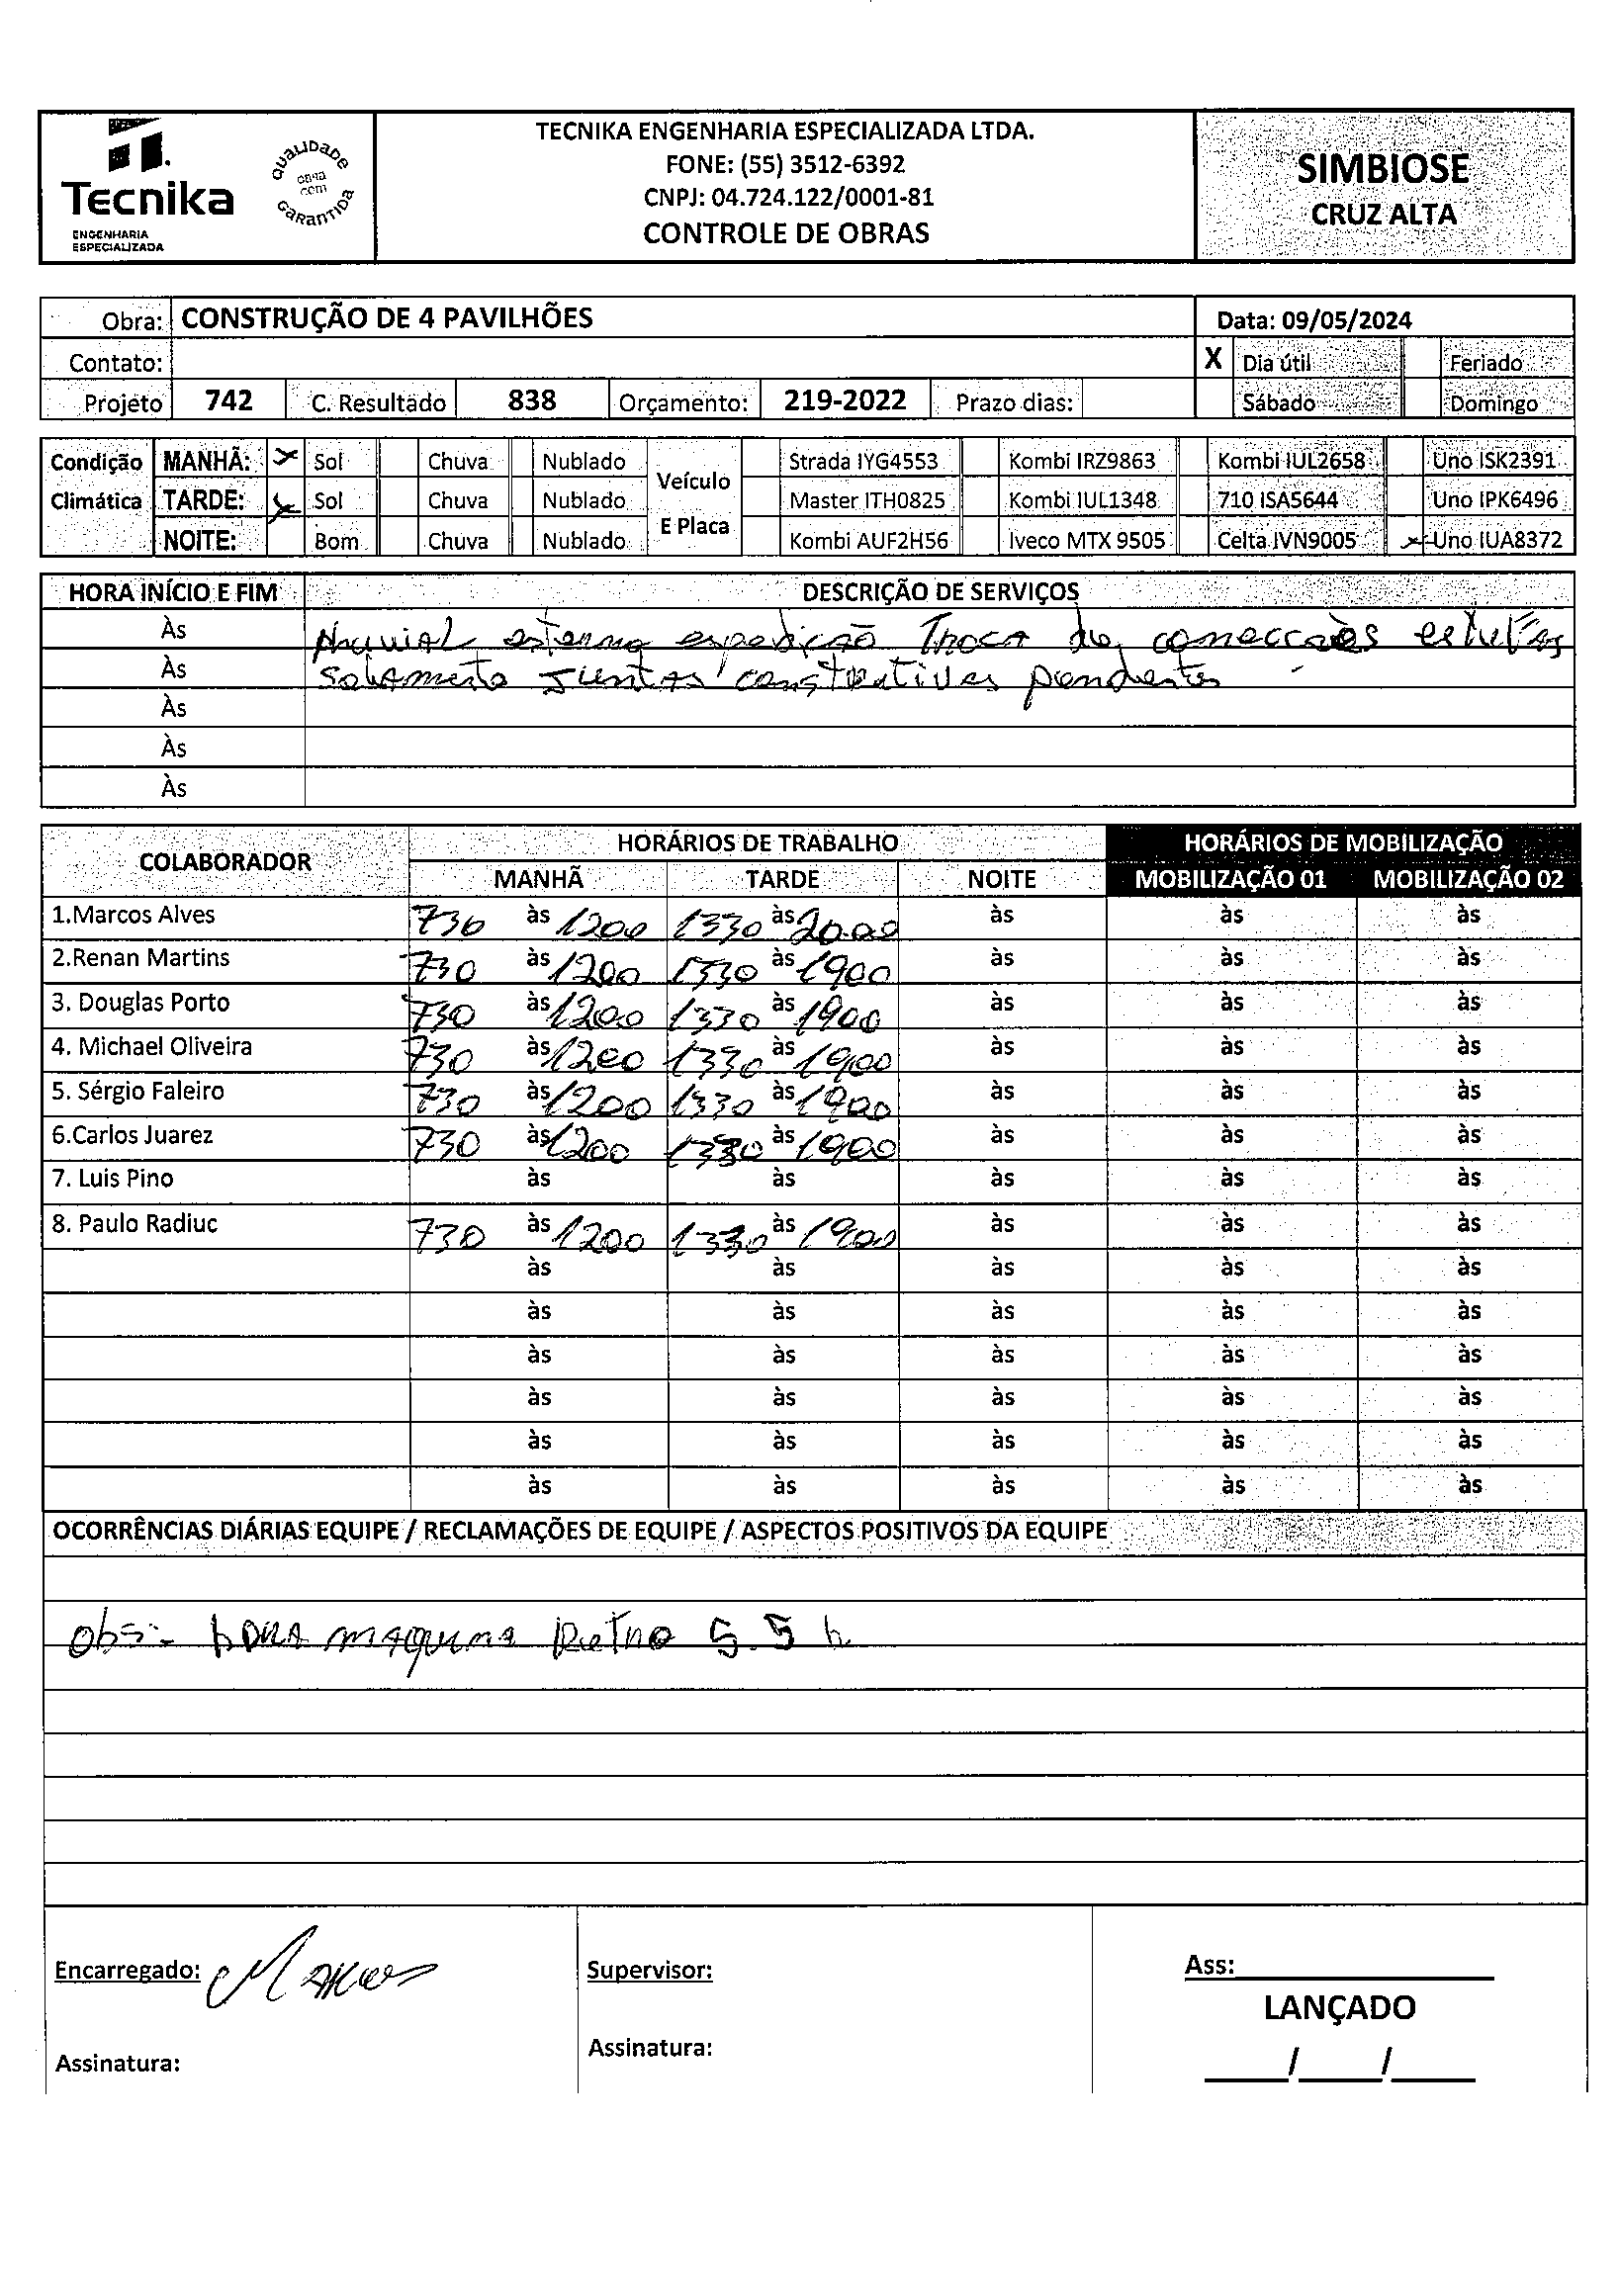 Tecnika
ENGENHARIA
ESPECIALIZADA
QUALIDADE
OBRA
COM
GARANTIDA
TECNIKA ENGENHARIA ESPECIALIZADA LTDA.
FONE: (55) 3512-6392
CNPJ: 04.724.122/0001-81
CONTROLE DE OBRAS
SIMBIOSE
CRUZ ALTA
Obra: CONSTRUÇÃO DE 4 PAVILHÕES Data: 09/05/2024
Contato: X Dia útil Feriado
Projeto 742 C. Resultado 838 Orçamento: 219-2022 Prazo dias: Sábado Domingo
Condição Climática
MANHÃ: X Sol Chuva Nublado
TARDE: X Sol Chuva Nublado
NOITE: Bom Chuva Nublado
Veículo E Placa
Strada IYG4553 Kombi IRZ9863 Kombi IUL2658 Uno ISK2391
Master ITH0825 Kombi IUL1348 710 ISA5644 Uno IPK6496
Kombi AUF2H56 Iveco MTX 9505 Celta IVN9005 X Uno IUA8372
HORA INÍCIO E FIM DESCRIÇÃO DE SERVIÇOS
Às Pluvial externo expedição Troca de coneccões
Às juntas construtivas pendentes
Às
Às
Às
COLABORADOR HORÁRIOS DE TRABALHO HORÁRIOS DE MOBILIZAÇÃO
MANHÃ TARDE NOITE MOBILIZAÇÃO 01 MOBILIZAÇÃO 02
1.Marcos Alves 730 às 1200 1330 às 20.00 às às às
2.Renan Martins 730 às 1200 1330 às 1900 às às às
3. Douglas Porto 730 às 1200 1330 às 1900 às às às
4. Michael Oliveira 730 às 1200 1330 às 1900 às às às
5. Sérgio Faleiro 730 às 1200 1330 às 1900 às às às
6.Carlos Juarez 730 às 1200 1330 às 1900 às às às
7. Luis Pino às às às às às
8. Paulo Radiuc 730 às 1200 1330 às 1900 às às às
às às às às às
às às às às às
às às às às às
às às às às às
às às às às às
às às às às às
OCORRÊNCIAS DIÁRIAS EQUIPE / RECLAMAÇÕES DE EQUIPE / ASPECTOS POSITIVOS DA EQUIPE
obs:- hora maquina Retro 5.5 h
Encarregado: Marcos
Assinatura:
Supervisor:
Assinatura:
Ass:
LANÇADO
___/___/___